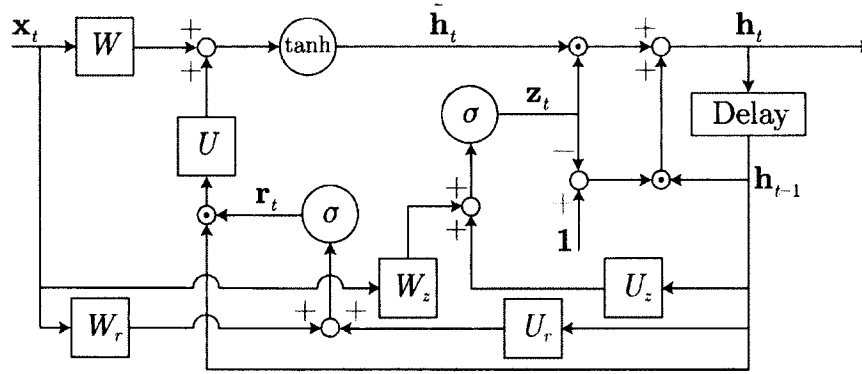 x_t W + + tanh h̃_t + + h_t
σ z_t Delay
U − h_{t−1}
r_t σ + + + 1
W_z U_z
W_r + + U_r